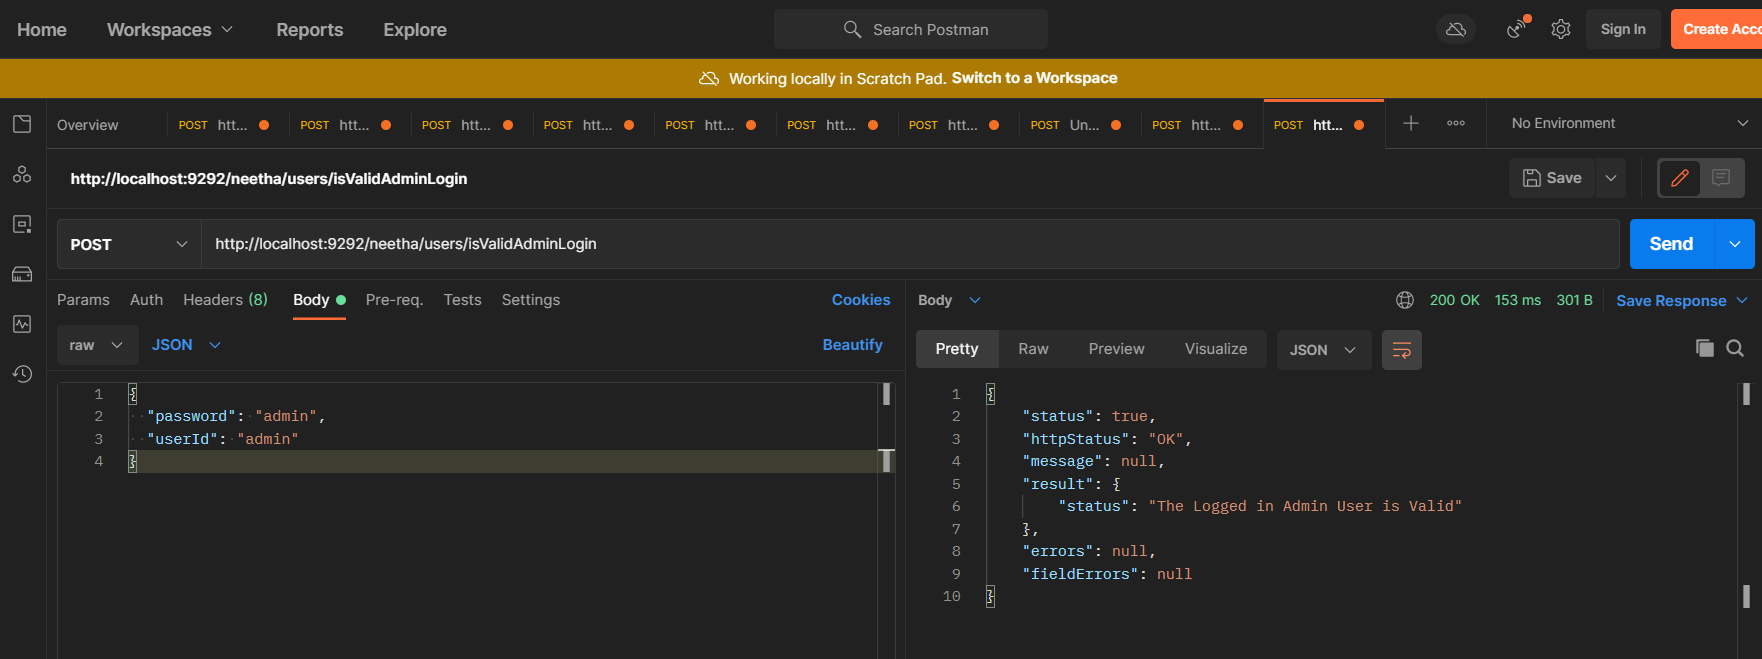 Home Workspaces Reports Explore Search Postman Sign In Create Acco
Working locally in Scratch Pad. Switch to a Workspace
Overview POST htt... POST htt... POST htt... POST htt... POST htt... POST htt... POST htt... POST Un... POST htt... POST htt... No Environment
http://localhost:9292/neetha/users/isValidAdminLogin Save
POST http://localhost:9292/neetha/users/isValidAdminLogin Send
Params Auth Headers (8) Body Pre-req. Tests Settings Cookies
raw JSON Beautify
1 {
2 "password": "admin",
3 "userId": "admin"
4 }
Body 200 OK 153 ms 301 B Save Response
Pretty Raw Preview Visualize JSON
1 {
2 "status": true,
3 "httpStatus": "OK",
4 "message": null,
5 "result": {
6 "status": "The Logged in Admin User is Valid"
7 },
8 "errors": null,
9 "fieldErrors": null
10 }